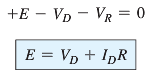 +E − V_D − V_R = 0
E = V_D + I_D R